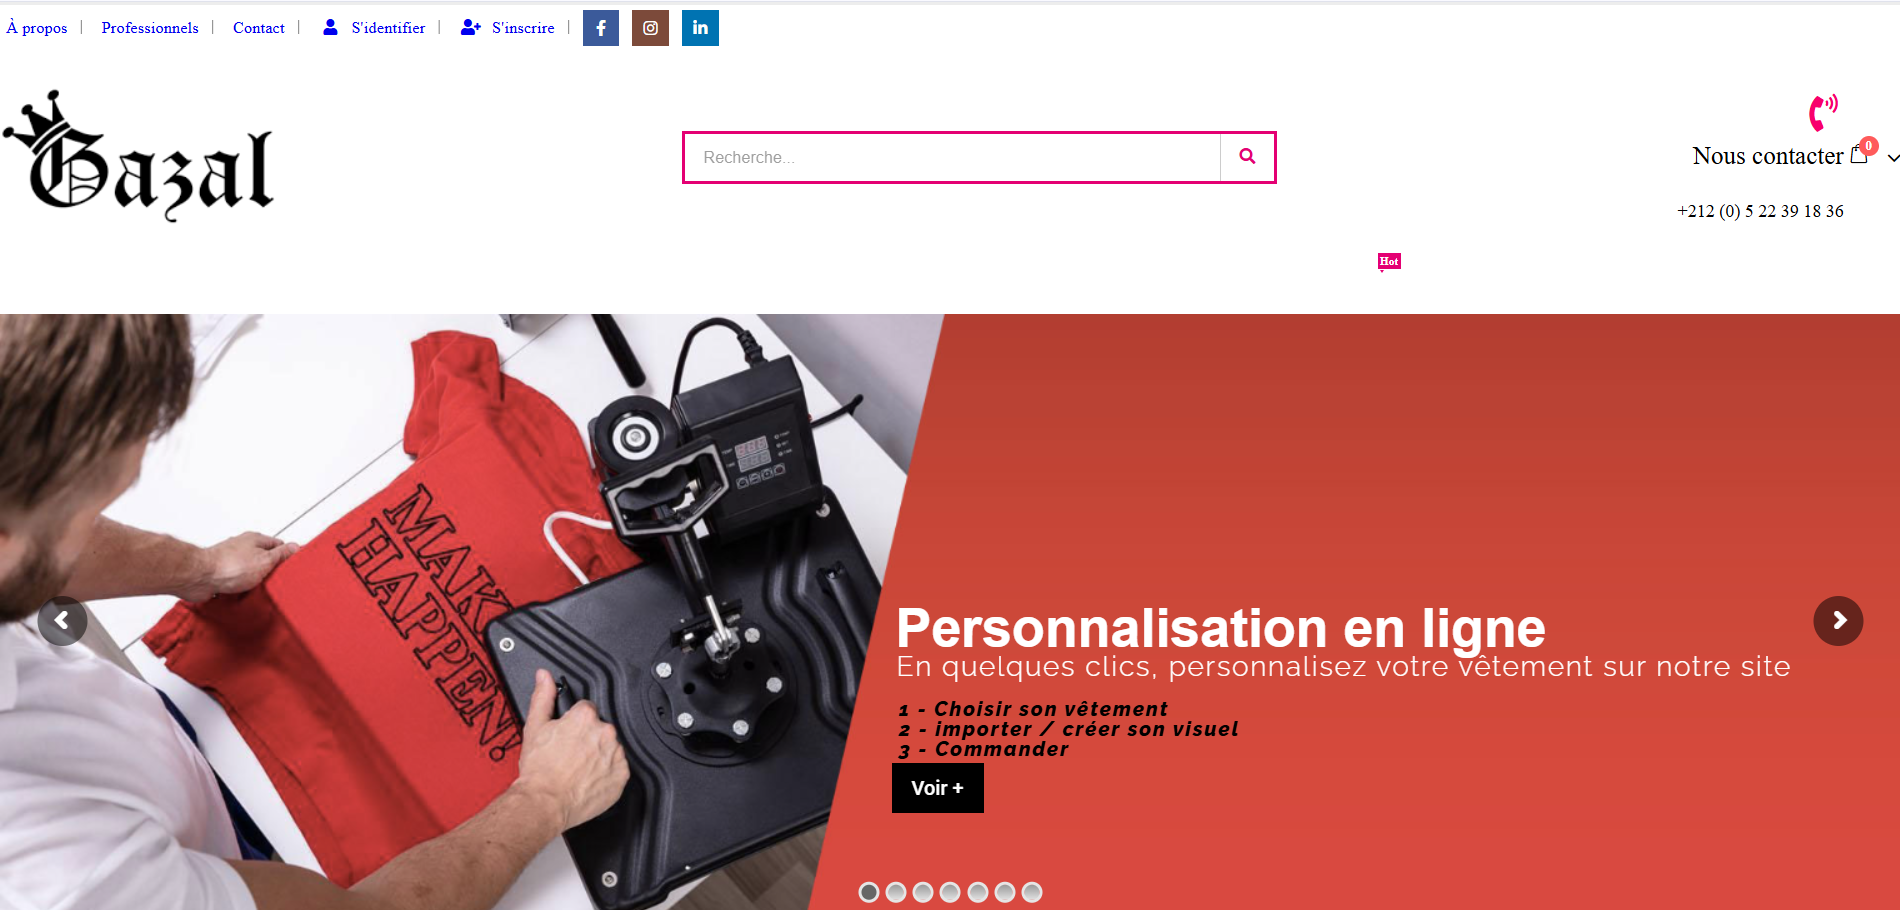 À propos | Professionnels | Contact | S'identifier | S'inscrire |
Gazal
Recherche...
Nous contacter 0
+212 (0) 5 22 39 18 36
Hot
MAKE
HAPPEN!
Personnalisation en ligne
En quelques clics, personnalisez votre vêtement sur notre site
1 - Choisir son vêtement
2 - importer / créer son visuel
3 - Commander
Voir +